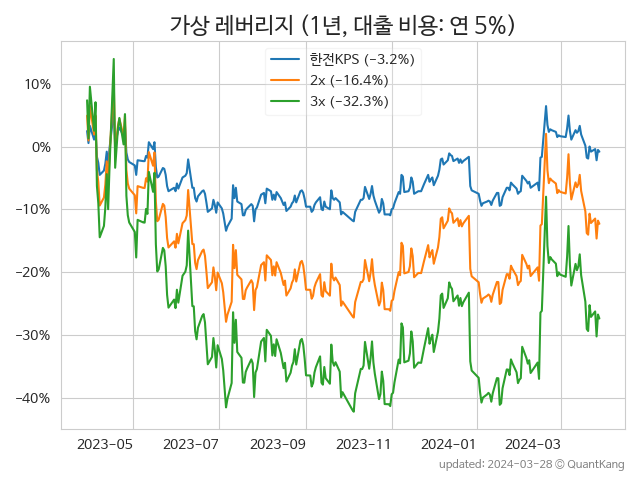 가상 레버리지 (1년, 대출 비용: 연 5%)
한전KPS (−3.2%)
2x (−16.4%)
3x (−32.3%)
10%
0%
−10%
−20%
−30%
−40%
2023-05
2023-07
2023-09
2023-11
2024-01
2024-03
updated: 2024-03-28 © QuantKang